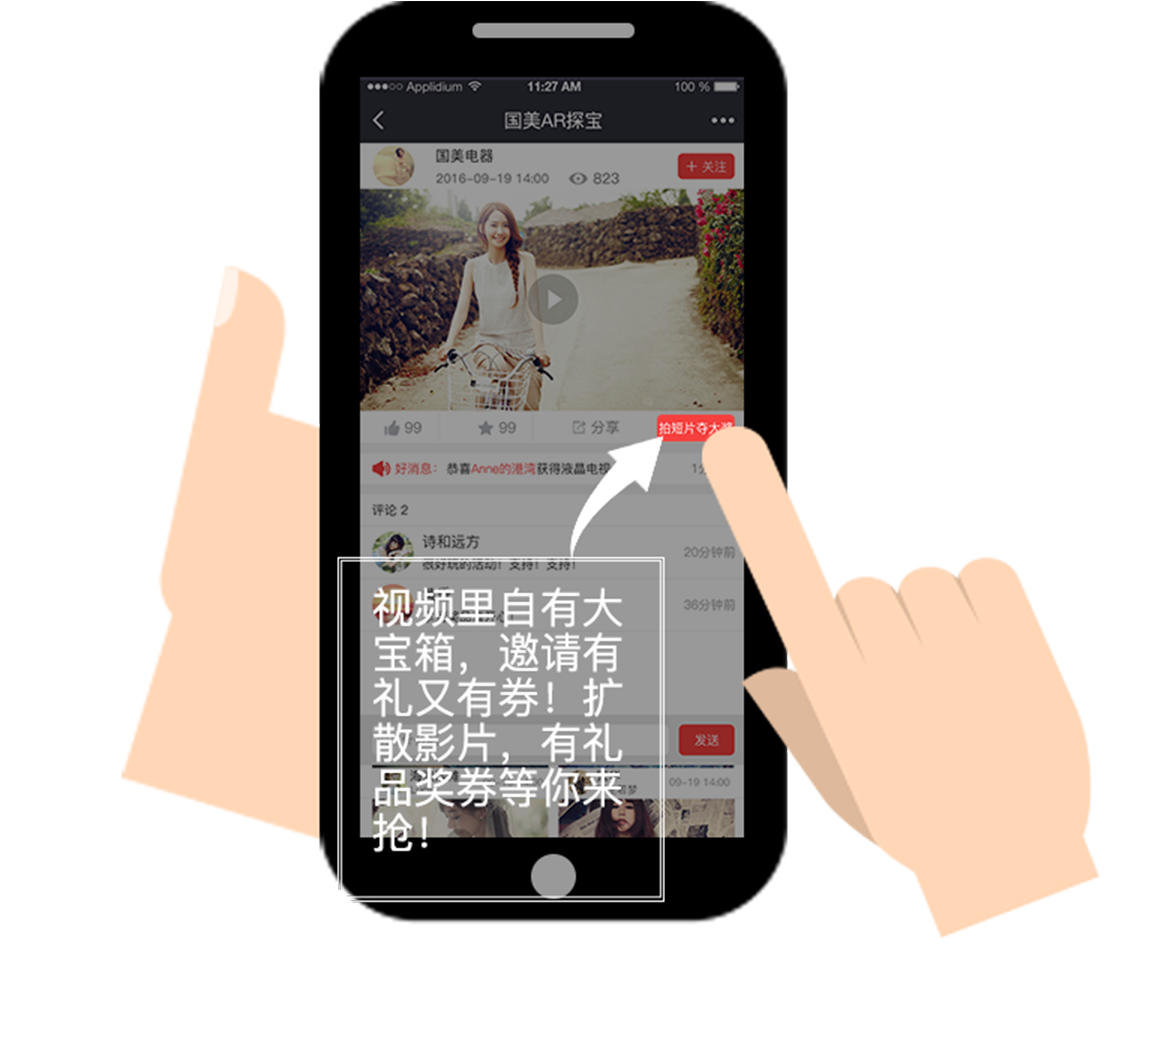 Applidium 11:27 AM 100 %
国美AR探宝
国美电器
2016-09-19 14:00 823
+ 关注
99 99 分享 拍短片夺大奖
好消息： 恭喜Anne的港湾获得液晶电视
评论 2
诗和远方
20分钟前
很好玩的活动！支持！支持！
36分钟前
视频里自有大
宝箱，邀请有
礼又有券！扩
散影片，有礼
品奖券等你来
抢！
发送
09-19 14:00